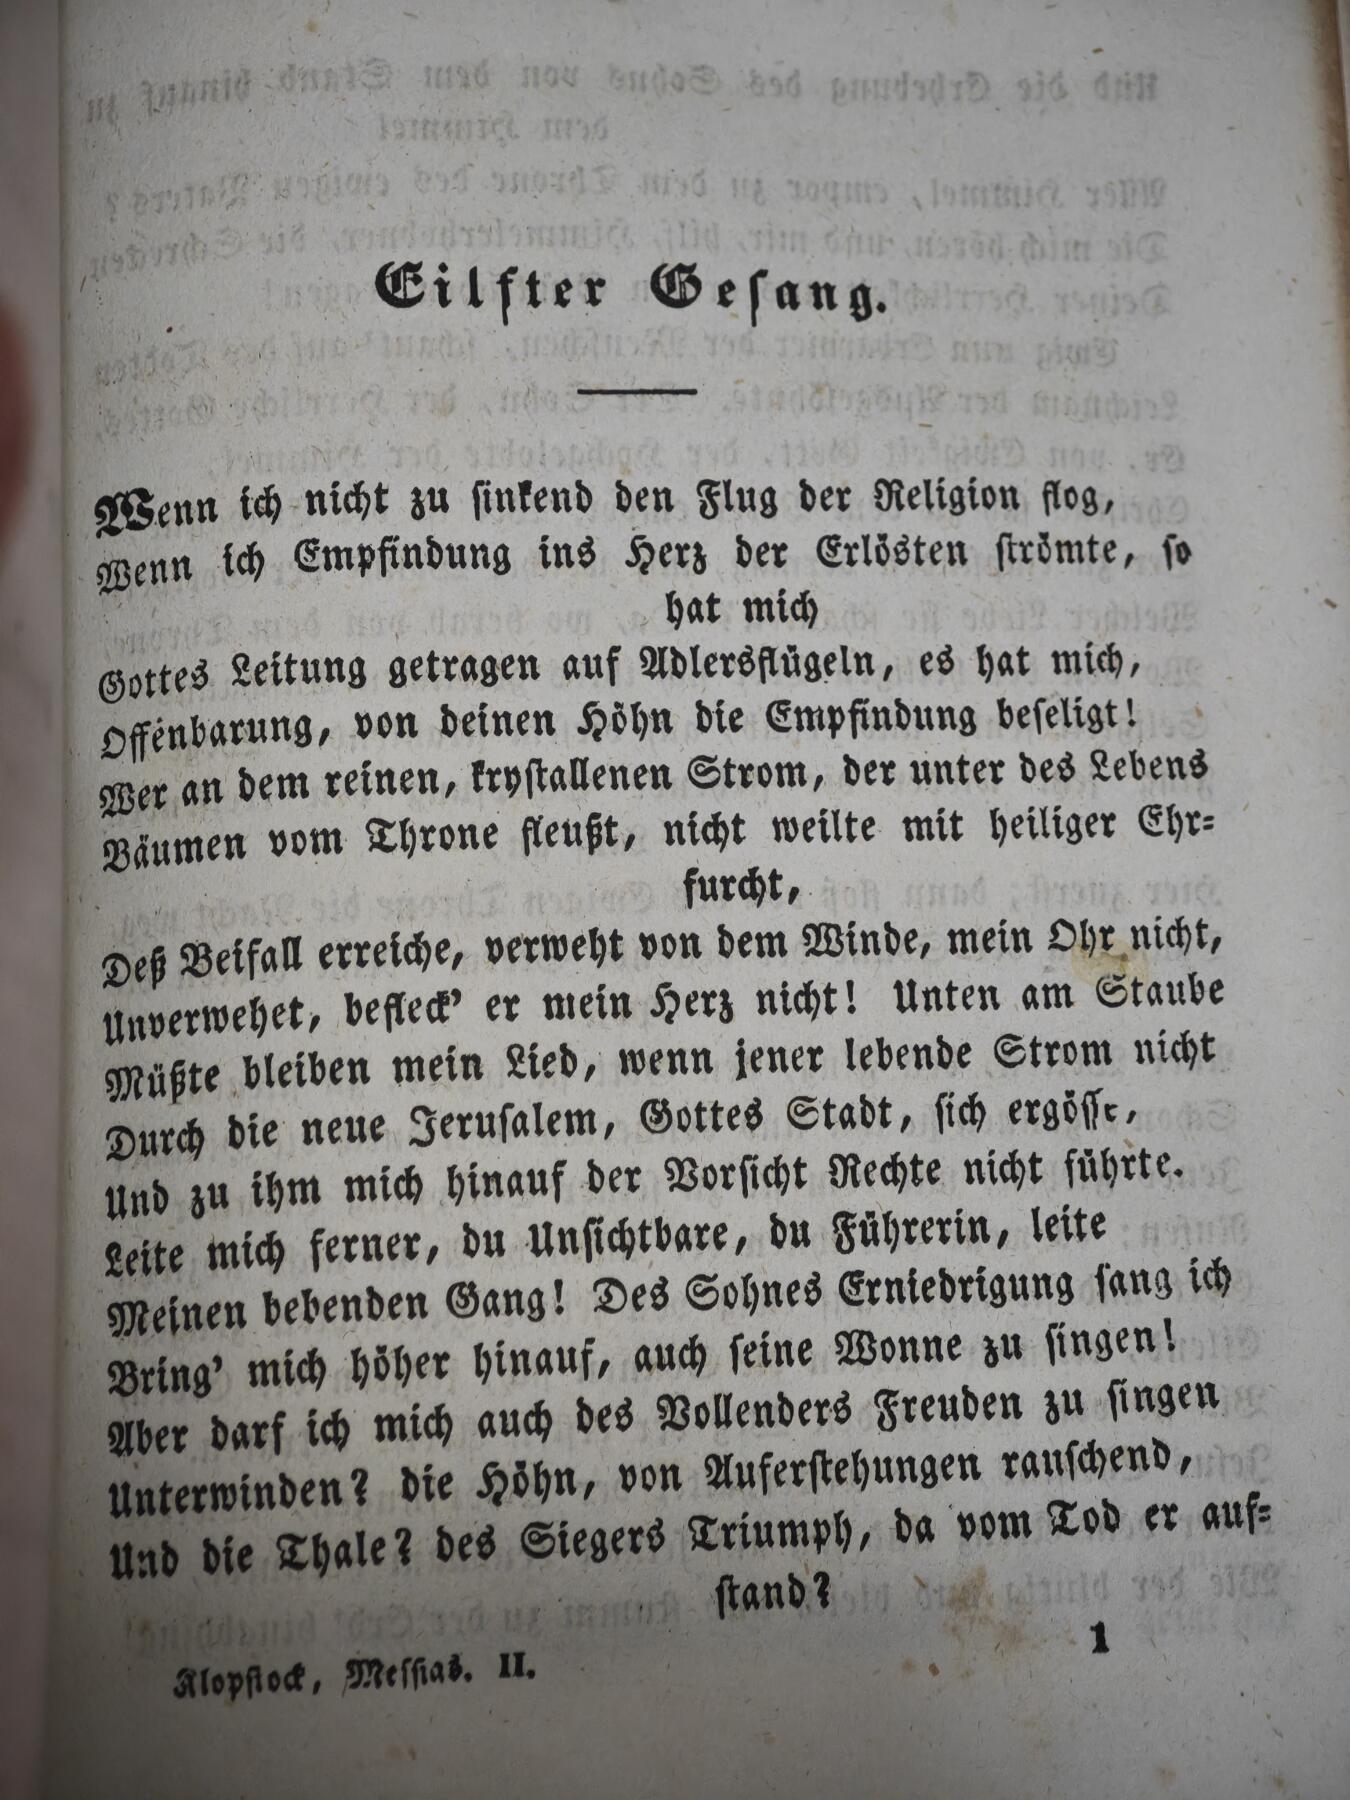 Eilfter Geſang.
Wenn ich nicht zu ſinkend den Flug der Religion flog,
Wenn ich Empfindung ins Herz der Erlösten ſtrömte, ſo
hat mich
Gottes Leitung getragen auf Adlersflügeln, es hat mich,
Offenbarung, von deinen Höhn die Empfindung beſeligt!
Wer an dem reinen, kryſtallenen Strom, der unter des Lebens
Bäumen vom Throne fleußt, nicht weilte mit heiliger Ehr=
furcht,
Deß Beifall erreiche, verweht von dem Winde, mein Ohr nicht,
Unverwehet, befleck' er mein Herz nicht! Unten am Staube
Müßte bleiben mein Lied, wenn jener lebende Strom nicht
Durch die neue Jeruſalem, Gottes Stadt, ſich ergöſſe,
Und zu ihm mich hinauf der Vorſicht Rechte nicht führte.
Leite mich ferner, du Unſichtbare, du Führerin, leite
Meinen bebenden Gang! Des Sohnes Erniedrigung ſang ich
Bring' mich höher hinauf, auch ſeine Wonne zu ſingen!
Aber darf ich mich auch des Vollenders Freuden zu ſingen
Unterwinden? die Höhn, von Auferſtehungen rauſchend,
Und die Thale? des Siegers Triumph, da vom Tod er auf=
ſtand?
Klopſtock, Meſſias. II.
1